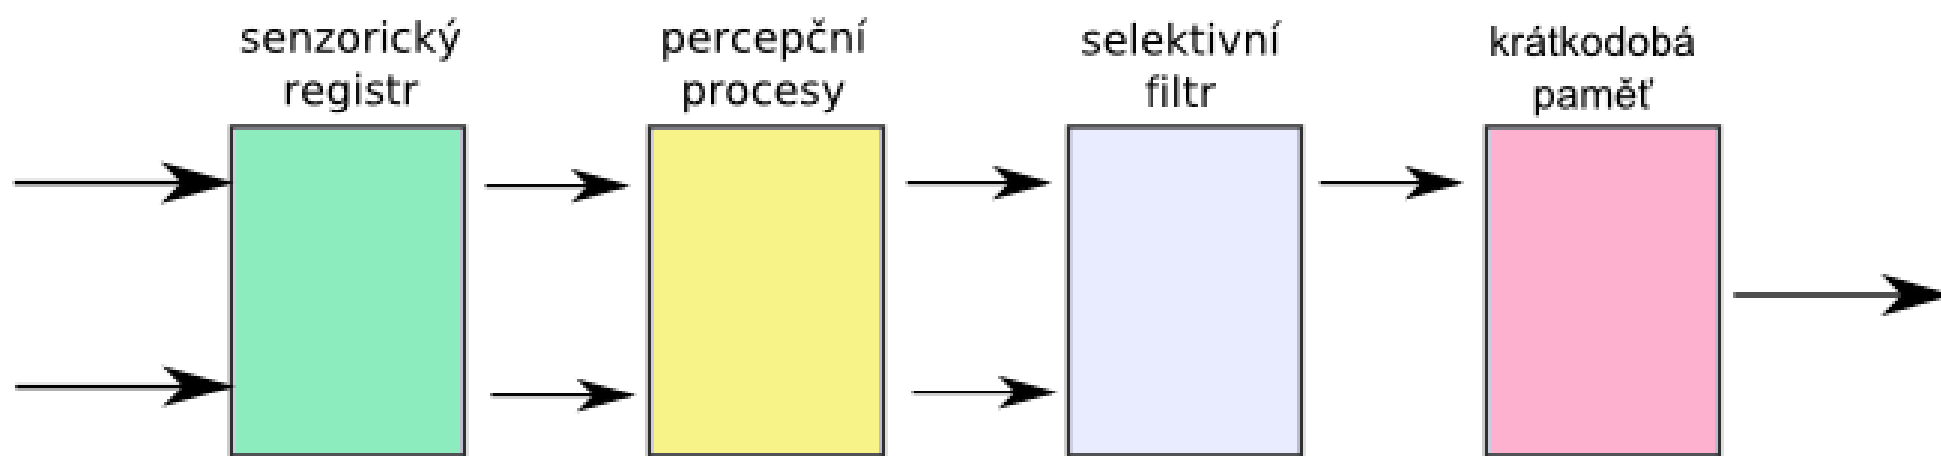 senzorický
registr
percepční
procesy
selektivní
filtr
krátkodobá
paměť